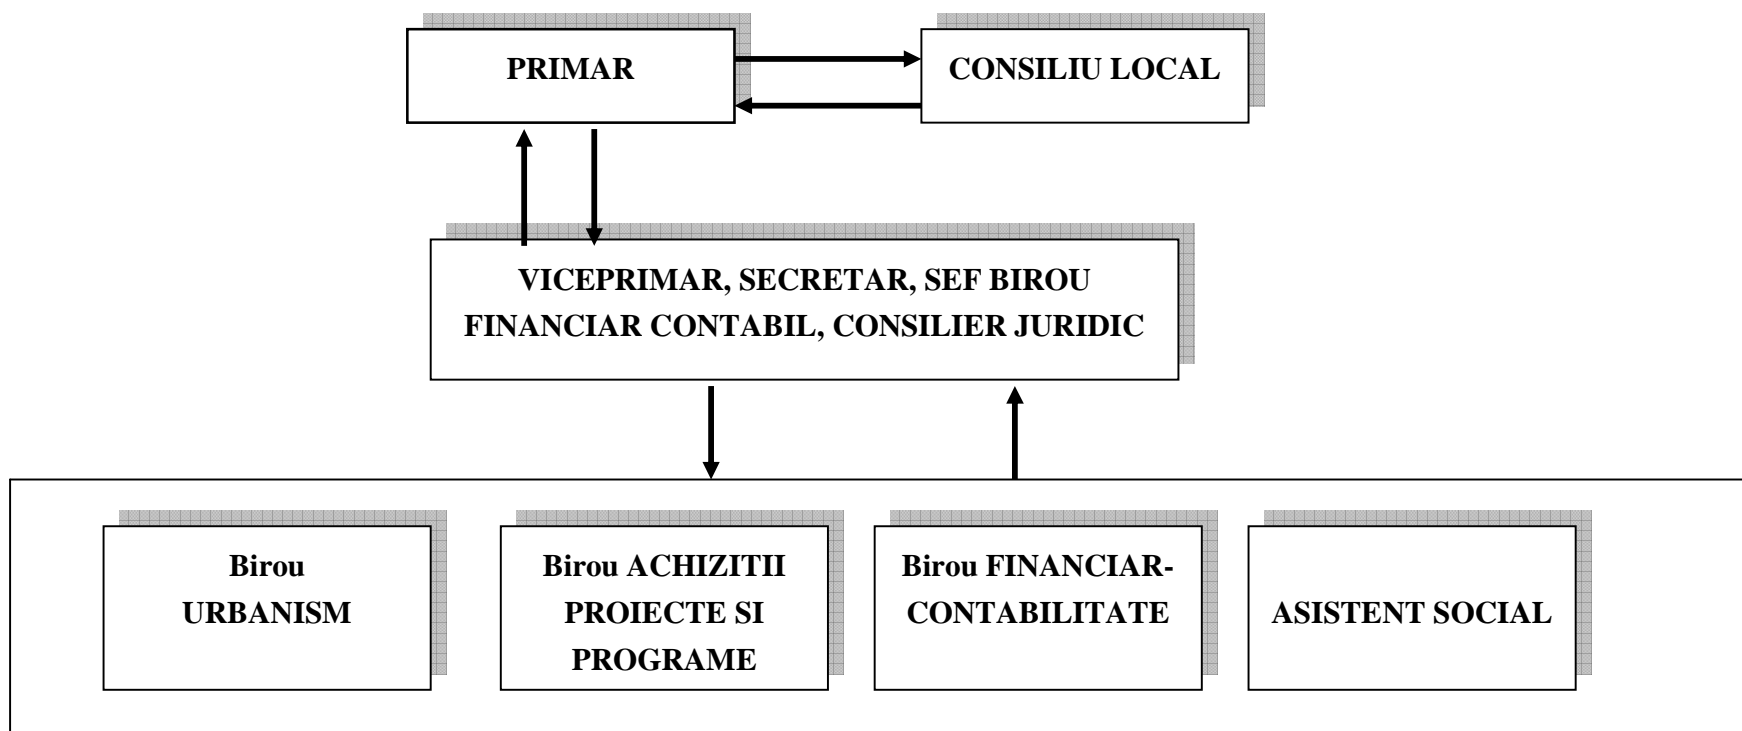 PRIMAR
CONSILIU LOCAL
VICEPRIMAR, SECRETAR, SEF BIROU
FINANCIAR CONTABIL, CONSILIER JURIDIC
Birou
URBANISM
Birou ACHIZITII
PROIECTE SI
PROGRAME
Birou FINANCIAR-
CONTABILITATE
ASISTENT SOCIAL